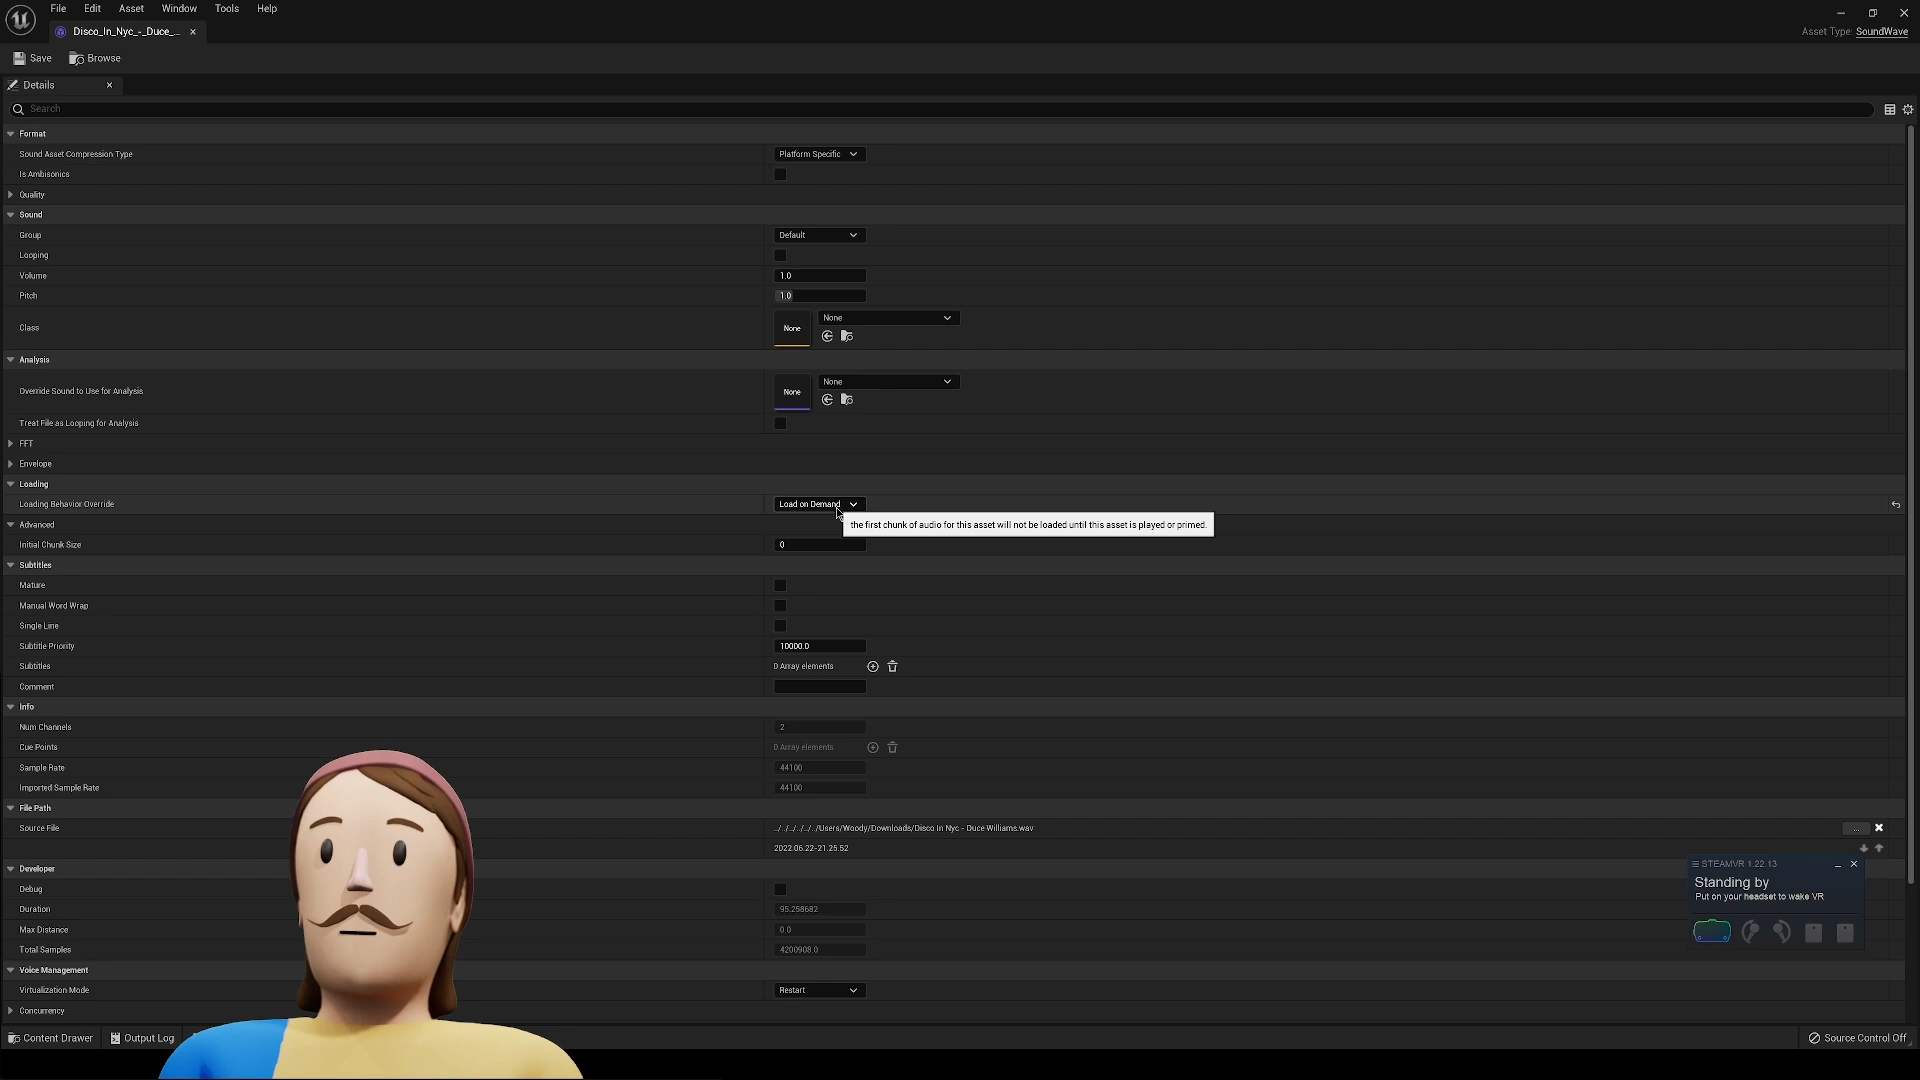 File Edit Asset Window Tools Help
Disco_In_Nyc_-_Duce_...
Asset Type: SoundWave
Save Browse
Details
Search
Format
Sound Asset Compression Type Platform Specific
Is Ambisonics
Quality
Sound
Group Default
Looping
Volume 1.0
Pitch 1.0
Class None None
Analysis
Override Sound to Use for Analysis None None
Treat File as Looping for Analysis
FFT
Envelope
Loading
Loading Behavior Override Load on Demand
Advanced
the first chunk of audio for this asset will not be loaded until this asset is played or primed.
Initial Chunk Size 0
Subtitles
Mature
Manual Word Wrap
Single Line
Subtitle Priority 10000.0
Subtitles 0 Array elements
Comment
Info
Num Channels 2
Cue Points 0 Array elements
Sample Rate 44100
Imported Sample Rate 44100
File Path
Source File ../../../../../../Users/Woody/Downloads/Disco In Nyc - Duce Williams.wav ...
2022.06.22-21.25.52
Developer
Debug
Duration 95.258682
Max Distance 0.0
Total Samples 4200908.0
Voice Management
Virtualization Mode Restart
Concurrency
STEAMVR 1.22.13
Standing by
Put on your headset to wake VR
Content Drawer Output Log Source Control Off